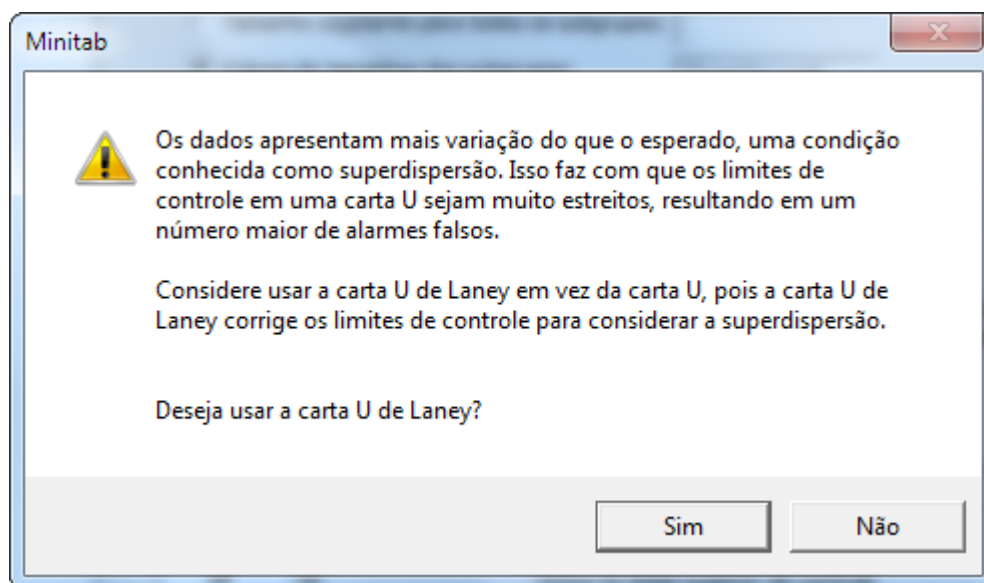 Minitab
Os dados apresentam mais variação do que o esperado, uma condição
conhecida como superdispersão. Isso faz com que os limites de
controle em uma carta U sejam muito estreitos, resultando em um
número maior de alarmes falsos.
Considere usar a carta U de Laney em vez da carta U, pois a carta U de
Laney corrige os limites de controle para considerar a superdispersão.
Deseja usar a carta U de Laney?
Sim
Não